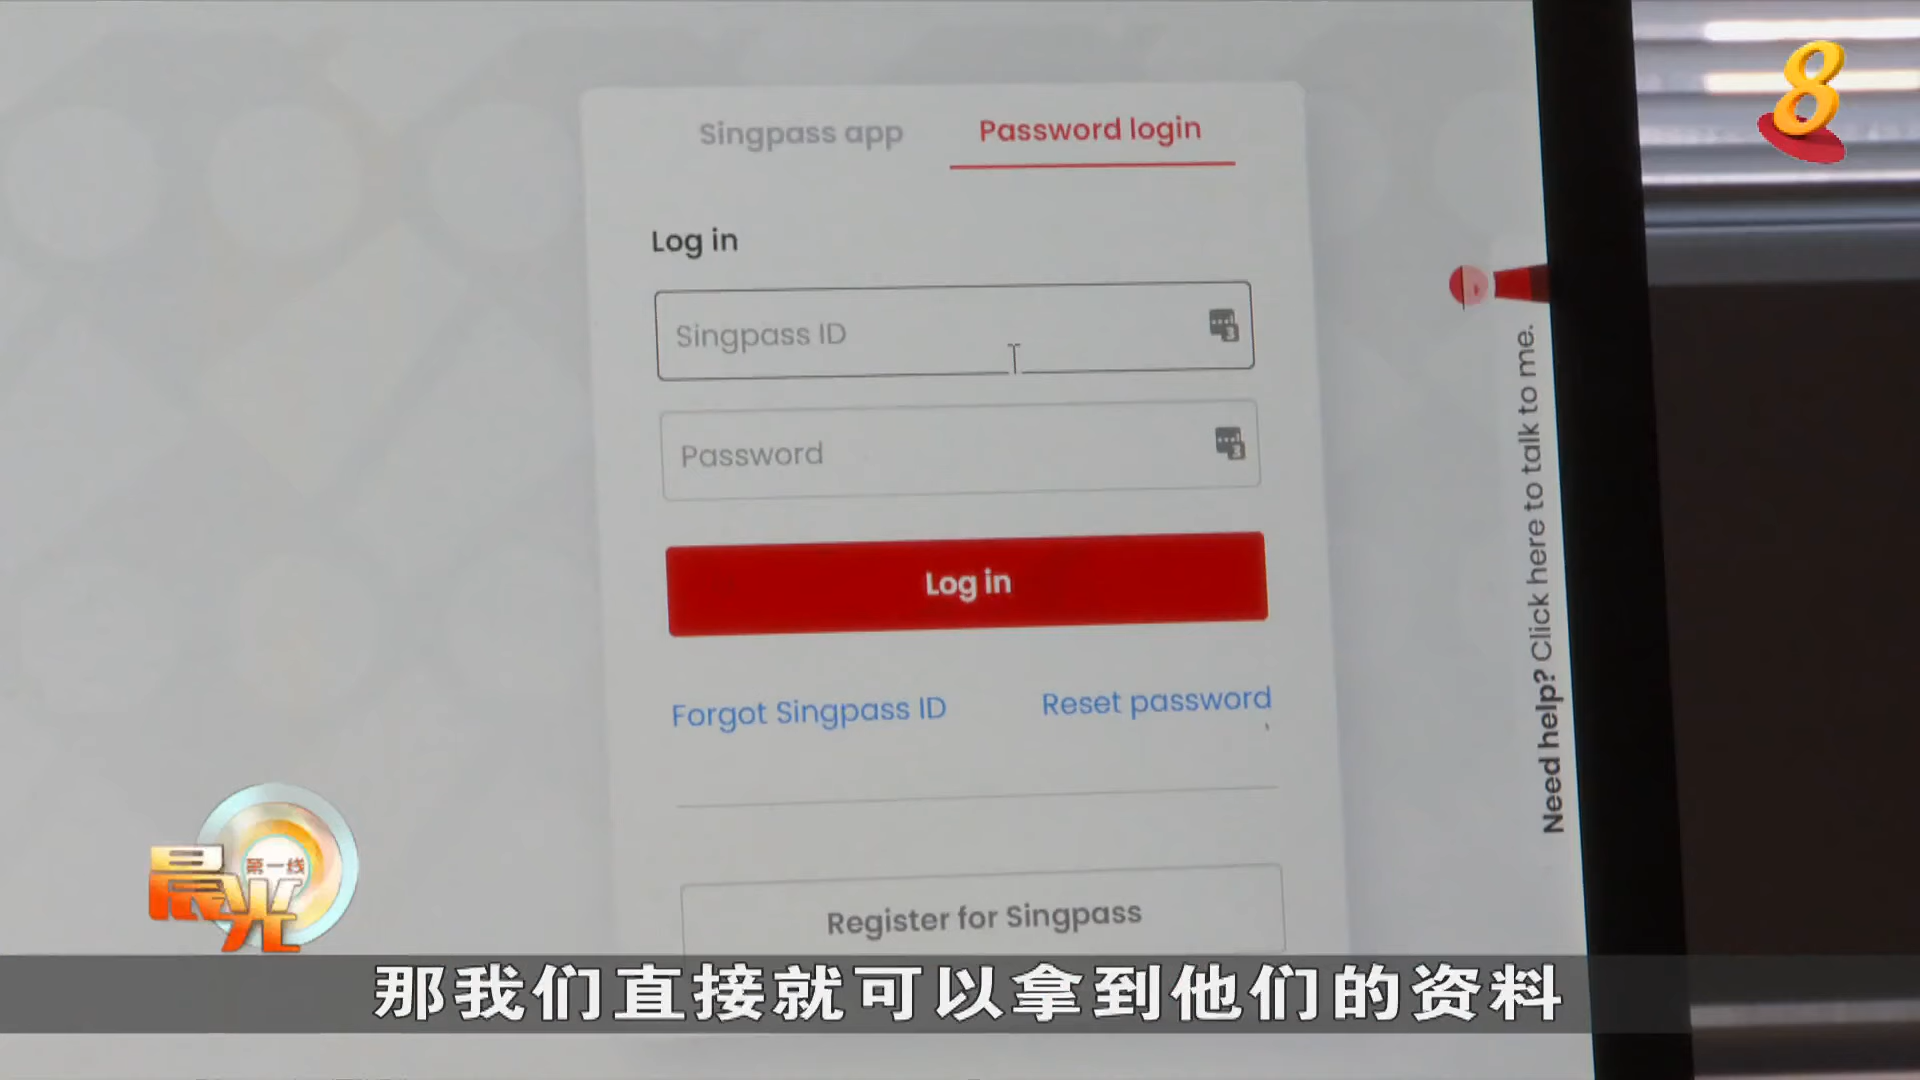 8
Singpass app
Password login
Log in
Singpass ID
Password
Log in
Forgot Singpass ID
Reset password
Register for Singpass
Need help? Click here to talk to me.
晨光
第一线
那我们直接就可以拿到他们的资料